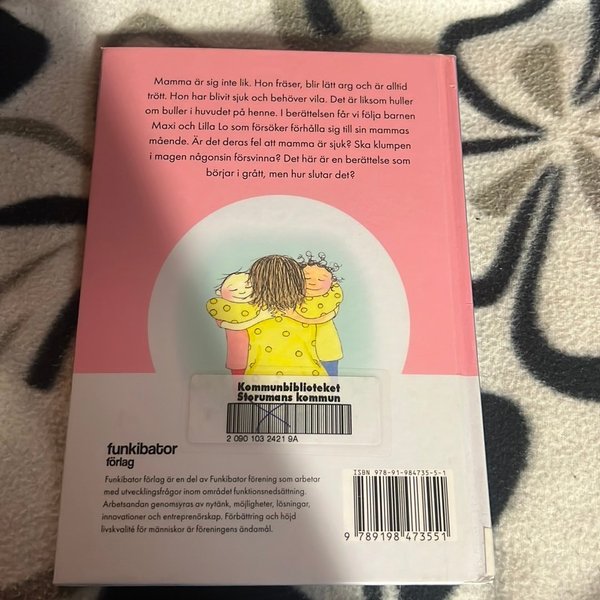 Mamma är sig inte lik. Hon fräser, blir lätt arg och är alltid
trött. Hon har blivit sjuk och behöver vila. Det är liksom huller
om buller i huvudet på henne. I berättelsen får vi följa barnen
Maxi och Lilla Lo som försöker förhålla sig till sin mammas
mående. Är det deras fel att mamma är sjuk? Ska klumpen
i magen någonsin försvinna? Det här är en berättelse som
börjar i grått, men hur slutar det?
Kommunbiblioteket
Storumans kommun
2 090 103 2421 9A
funkibator
förlag
Funkibator förlag är en del av Funkibator förening som arbetar
med utvecklingsfrågor inom området funktionsnedsättning.
Arbetsandan genomsyras av nytänk, möjligheter, lösningar,
innovationer och entreprenörskap. Förbättring och höjd
livskvalité för människor är föreningens ändamål.
ISBN 978-91-984735-5-1
9 789198 473551